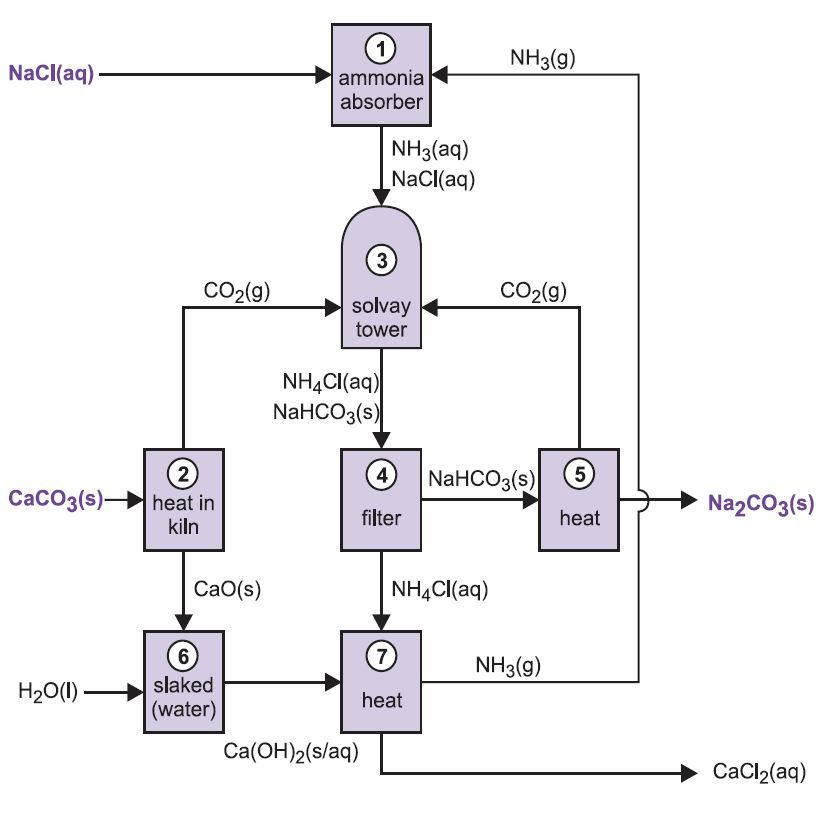 1
ammonia
absorber
NaCl(aq)
NH₃(g)
NH₃(aq)
NaCl(aq)
3
solvay
tower
CO₂(g)
CO₂(g)
NH₄Cl(aq)
NaHCO₃(s)
CaCO₃(s)
2
heat in
kiln
4
filter
NaHCO₃(s)
5
heat
Na₂CO₃(s)
CaO(s)
NH₄Cl(aq)
H₂O(l)
6
slaked
(water)
7
heat
NH₃(g)
Ca(OH)₂(s/aq)
CaCl₂(aq)